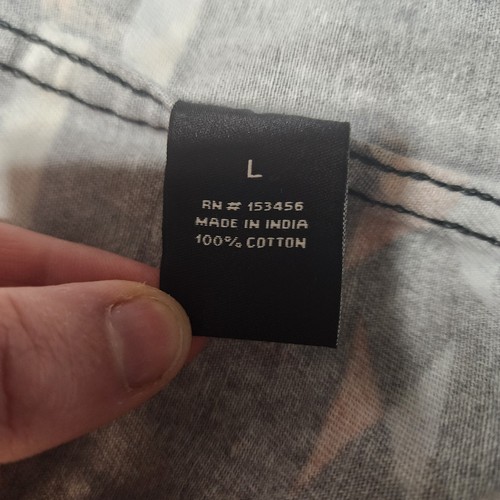 L
RN # 153456
MADE IN INDIA
100% COTTON